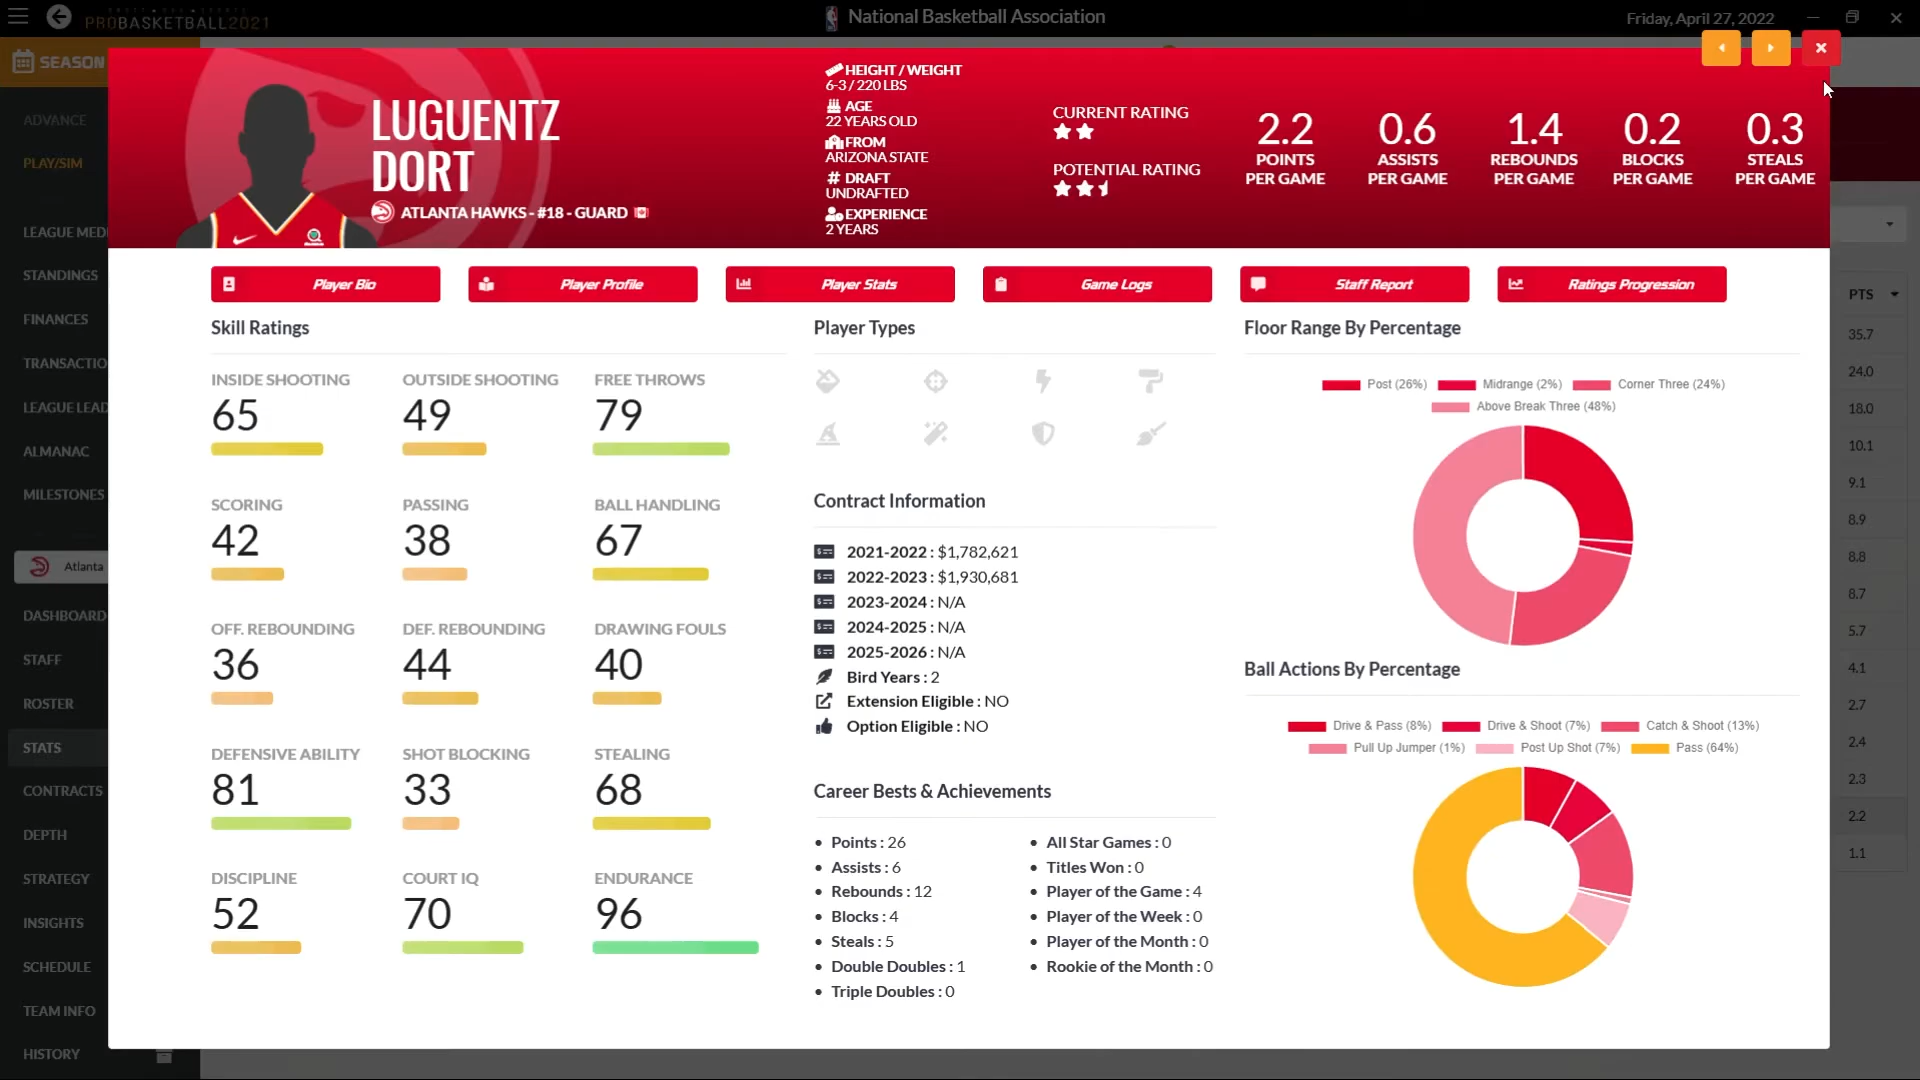 PROBASKETBALL2021
National Basketball Association
Friday, April 27, 2022
SEASON
ADVANCE
PLAY/SIM
STANDINGS
FINANCES
ALMANAC
MILESTONES
Atlanta
DASHBOARD
STAFF
ROSTER
STATS
CONTRACTS
DEPTH
STRATEGY
INSIGHTS
SCHEDULE
TEAM INFO
HISTORY
LEAGUE MED
TRANSACTIO
LEAGUE LEAD
LUGUENTZ
DORT
ATLANTA HAWKS - #18 - GUARD
HEIGHT / WEIGHT
6-3 / 220 LBS
AGE
22 YEARS OLD
FROM
ARIZONA STATE
# DRAFT
UNDRAFTED
EXPERIENCE
2 YEARS
CURRENT RATING
POTENTIAL RATING
2.2
POINTS
PER GAME
0.6
ASSISTS
PER GAME
1.4
REBOUNDS
PER GAME
0.2
BLOCKS
PER GAME
0.3
STEALS
PER GAME
Player Bio
Player Profile
Player Stats
Game Logs
Staff Report
Ratings Progression
Skill Ratings
INSIDE SHOOTING
65
OUTSIDE SHOOTING
49
FREE THROWS
79
SCORING
42
PASSING
38
BALL HANDLING
67
OFF. REBOUNDING
36
DEF. REBOUNDING
44
DRAWING FOULS
40
DEFENSIVE ABILITY
81
SHOT BLOCKING
33
STEALING
68
DISCIPLINE
52
COURT IQ
70
ENDURANCE
96
Player Types
Contract Information
2021-2022 : $1,782,621
2022-2023 : $1,930,681
2023-2024 : N/A
2024-2025 : N/A
2025-2026 : N/A
Bird Years : 2
Extension Eligible : NO
Option Eligible : NO
Career Bests & Achievements
Points : 26
Assists : 6
Rebounds : 12
Blocks : 4
Steals : 5
Double Doubles : 1
Triple Doubles : 0
All Star Games : 0
Titles Won : 0
Player of the Game : 4
Player of the Week : 0
Player of the Month : 0
Rookie of the Month : 0
Floor Range By Percentage
Post (26%) Midrange (2%) Corner Three (24%)
Above Break Three (48%)
Ball Actions By Percentage
Drive & Pass (8%) Drive & Shoot (7%) Catch & Shoot (13%)
Pull Up Jumper (1%) Post Up Shot (7%) Pass (64%)
PTS
35.7
24.0
18.0
10.1
9.1
8.9
8.8
8.7
5.7
4.1
2.7
2.4
2.3
2.2
1.1